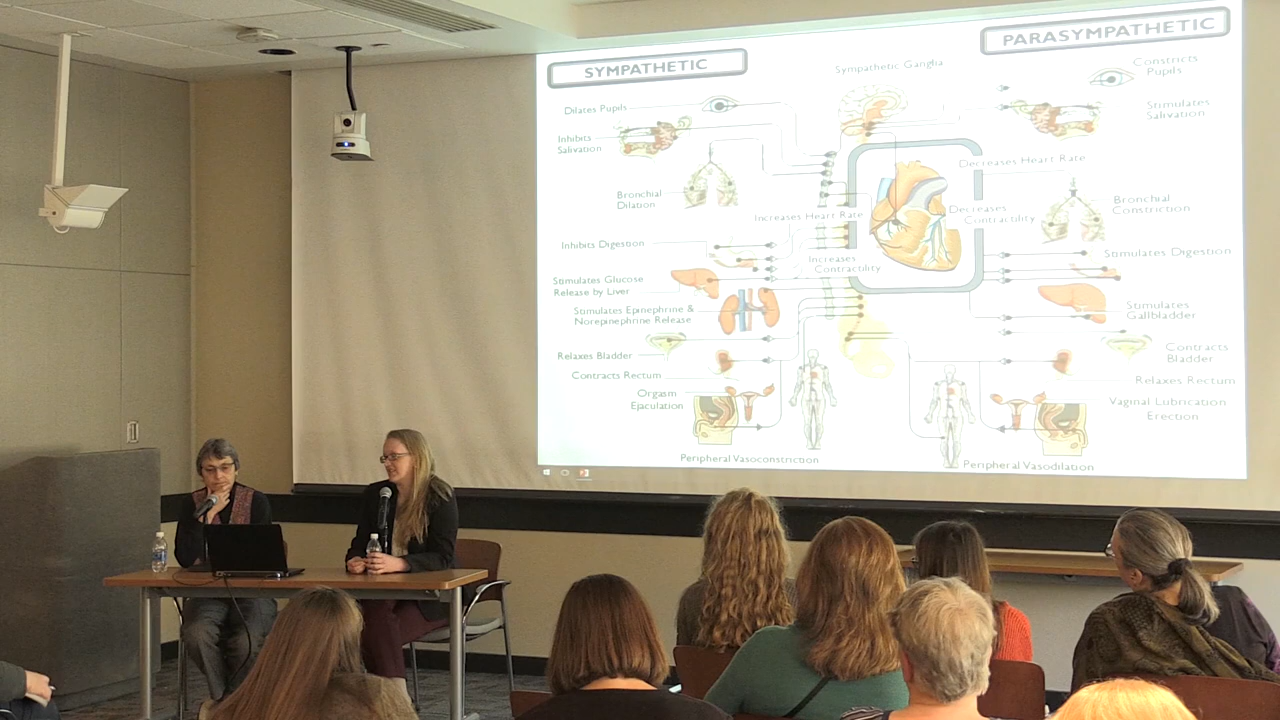 SYMPATHETIC
PARASYMPATHETIC
Sympathetic Ganglia
Dilates Pupils
Inhibits
Salivation
Bronchial
Dilation
Increases Heart Rate
Inhibits Digestion
Increases
Contractility
Stimulates Glucose
Release by Liver
Stimulates Epinephrine &
Norepinephrine Release
Relaxes Bladder
Contracts Rectum
Orgasm
Ejaculation
Peripheral Vasoconstriction
Constricts
Pupils
Stimulates
Salivation
Decreases Heart Rate
Decreases
Contractility
Bronchial
Constriction
Stimulates Digestion
Stimulates
Gallbladder
Contracts
Bladder
Relaxes Rectum
Vaginal Lubrication
Erection
Peripheral Vasodilation